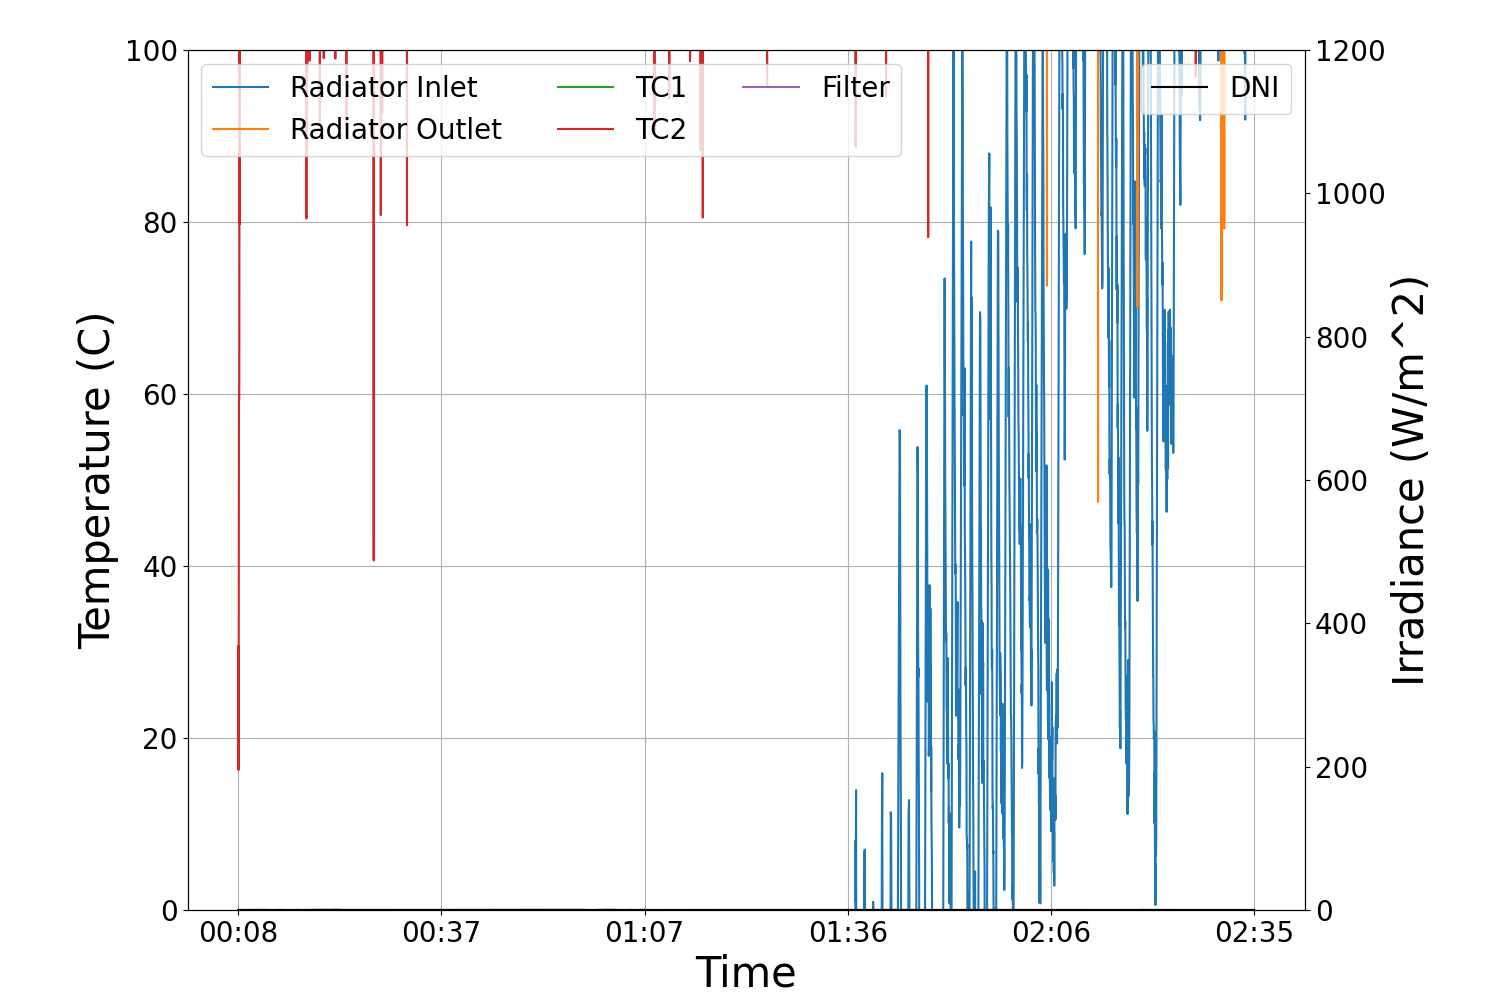 Radiator Inlet
Radiator Outlet
TC1
TC2
Filter
DNI
Temperature (C)
100
80
60
40
20
0
Irradiance (W/m^2)
1200
1000
800
600
400
200
0
00:08 00:37 01:07 01:36 02:06 02:35
Time